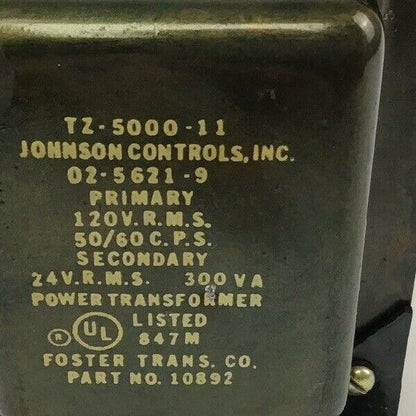 TZ-5000-11
JOHNSON CONTROLS, INC.
02-5621-9
PRIMARY
120V.R.M.S.
50/60 C.P.S.
SECONDARY
24V.R.M.S. 300 VA
POWER TRANSFORMER
® UL LISTED
847M
FOSTER TRANS. CO.
PART NO. 10892